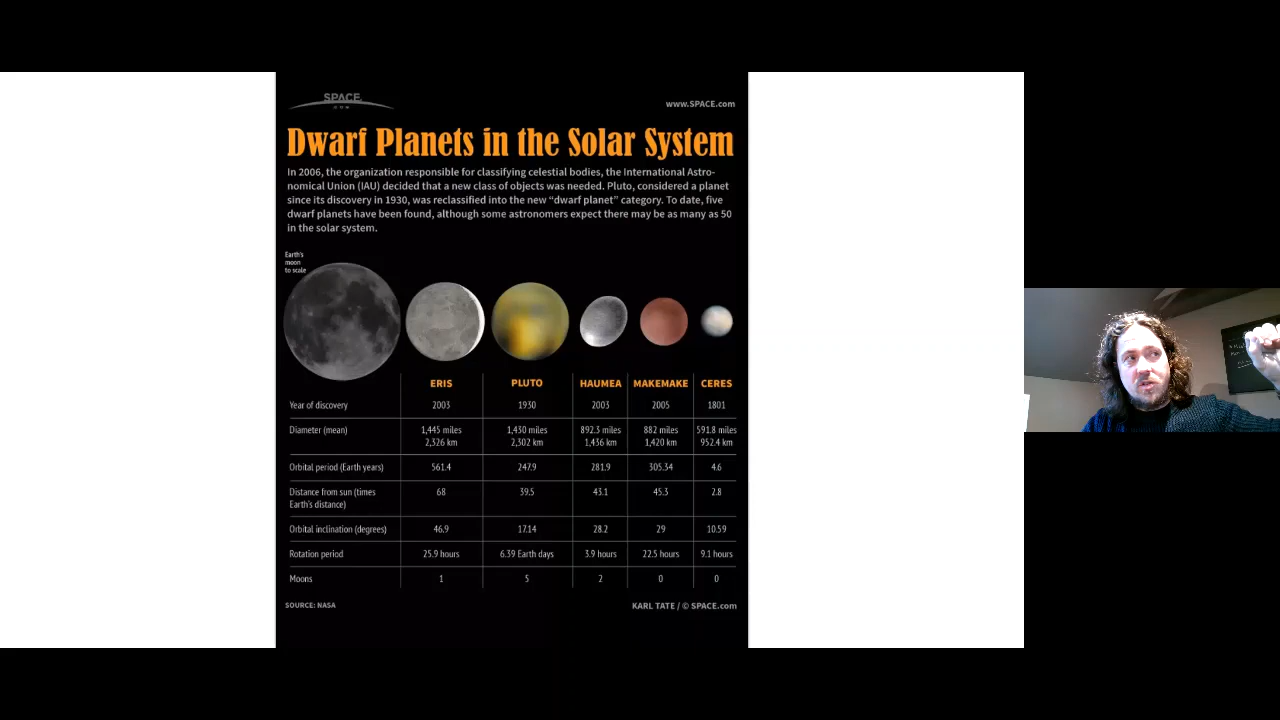 SPACE
.COM
www.SPACE.com
Dwarf Planets in the Solar System
In 2006, the organization responsible for classifying celestial bodies, the International Astro-
nomical Union (IAU) decided that a new class of objects was needed. Pluto, considered a planet
since its discovery in 1930, was reclassified into the new “dwarf planet” category. To date, five
dwarf planets have been found, although some astronomers expect there may be as many as 50
in the solar system.
Earth's
moon
to scale
ERIS PLUTO HAUMEA MAKEMAKE CERES
Year of discovery 2003 1930 2003 2005 1801
Diameter (mean) 1,445 miles 1,430 miles 892.3 miles 882 miles 591.8 miles
2,326 km 2,302 km 1,436 km 1,420 km 952.4 km
Orbital period (Earth years) 561.4 247.9 281.9 305.34 4.6
Distance from sun (times 68 39.5 43.1 45.3 2.8
Earth's distance)
Orbital inclination (degrees) 46.9 17.14 28.2 29 10.59
Rotation period 25.9 hours 6.39 Earth days 3.9 hours 22.5 hours 9.1 hours
Moons 1 5 2 0 0
SOURCE: NASA
KARL TATE / © SPACE.com